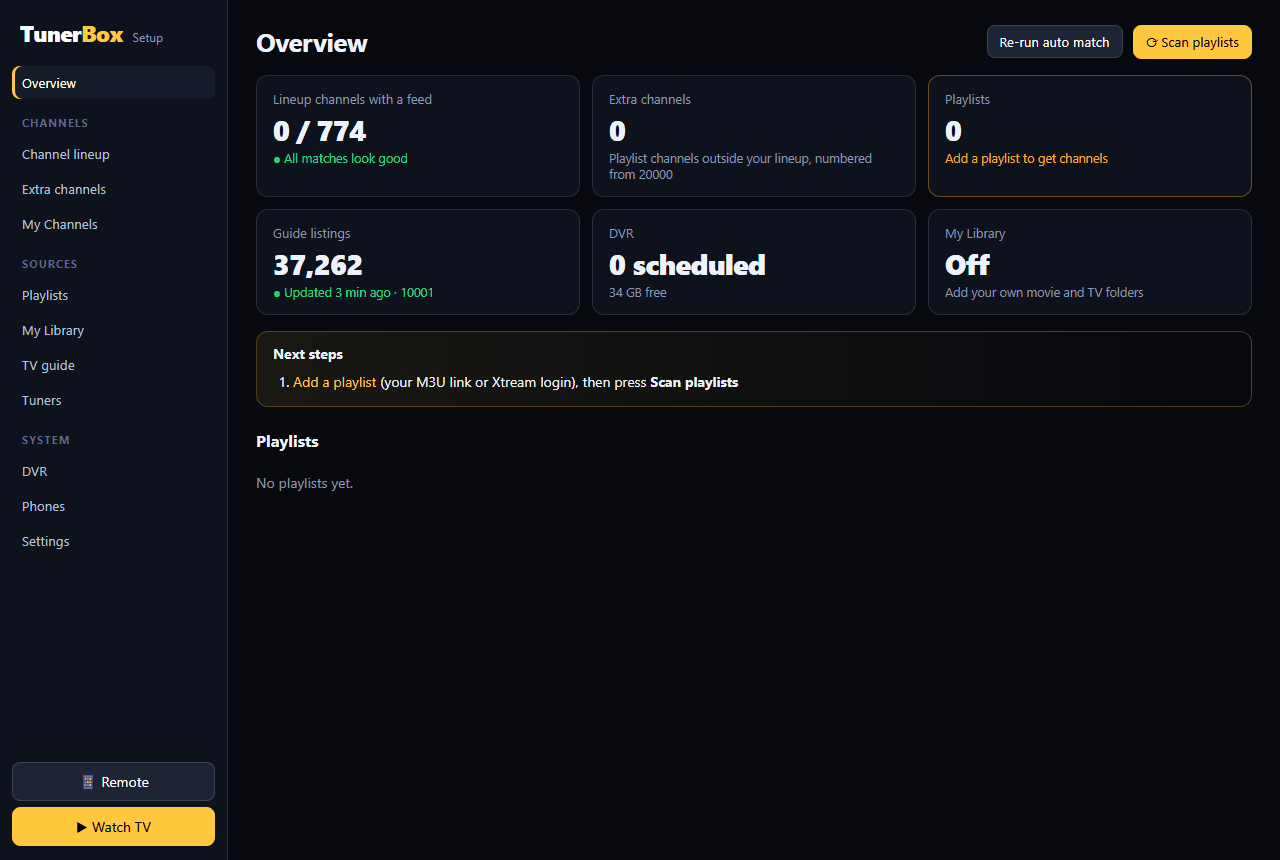 TunerBox Setup
Overview
CHANNELS
Channel lineup
Extra channels
My Channels
SOURCES
Playlists
My Library
TV guide
Tuners
SYSTEM
DVR
Phones
Settings
Remote
▶ Watch TV
Overview
Re-run auto match
⟳ Scan playlists
Lineup channels with a feed
0 / 774
● All matches look good
Extra channels
0
Playlist channels outside your lineup, numbered
from 20000
Playlists
0
Add a playlist to get channels
Guide listings
37,262
● Updated 3 min ago · 10001
DVR
0 scheduled
34 GB free
My Library
Off
Add your own movie and TV folders
Next steps
1. Add a playlist (your M3U link or Xtream login), then press Scan playlists
Playlists
No playlists yet.